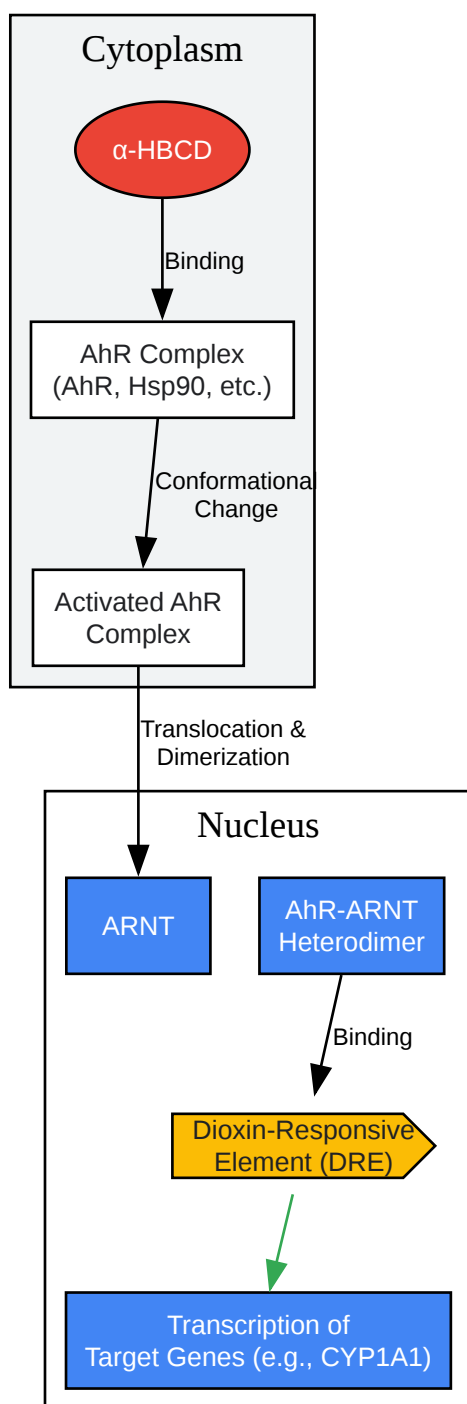 Cytoplasm
α-HBCD
Binding
AhR Complex
(AhR, Hsp90, etc.)
Conformational
Change
Activated AhR
Complex
Translocation &
Dimerization
Nucleus
ARNT
AhR-ARNT
Heterodimer
Binding
Dioxin-Responsive
Element (DRE)
Transcription of
Target Genes (e.g., CYP1A1)